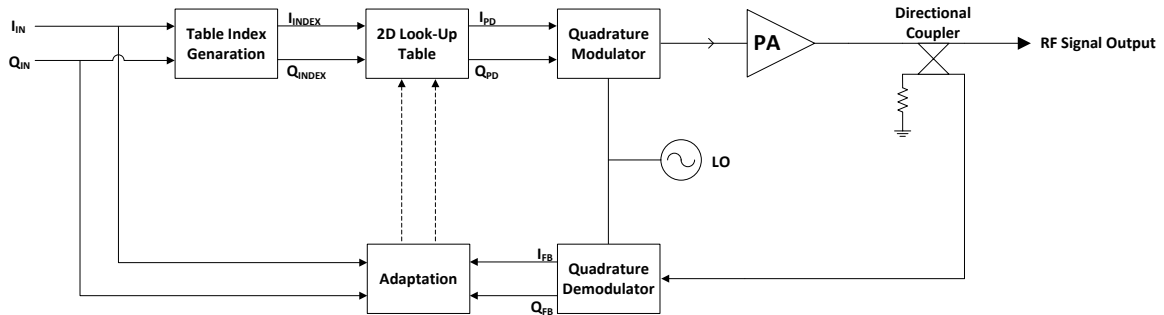 I_IN
Q_IN
Table Index
Genaration
I_INDEX
Q_INDEX
2D Look-Up
Table
I_PD
Q_PD
Quadrature
Modulator
PA
Directional
Coupler
RF Signal Output
LO
Adaptation
I_FB
Q_FB
Quadrature
Demodulator